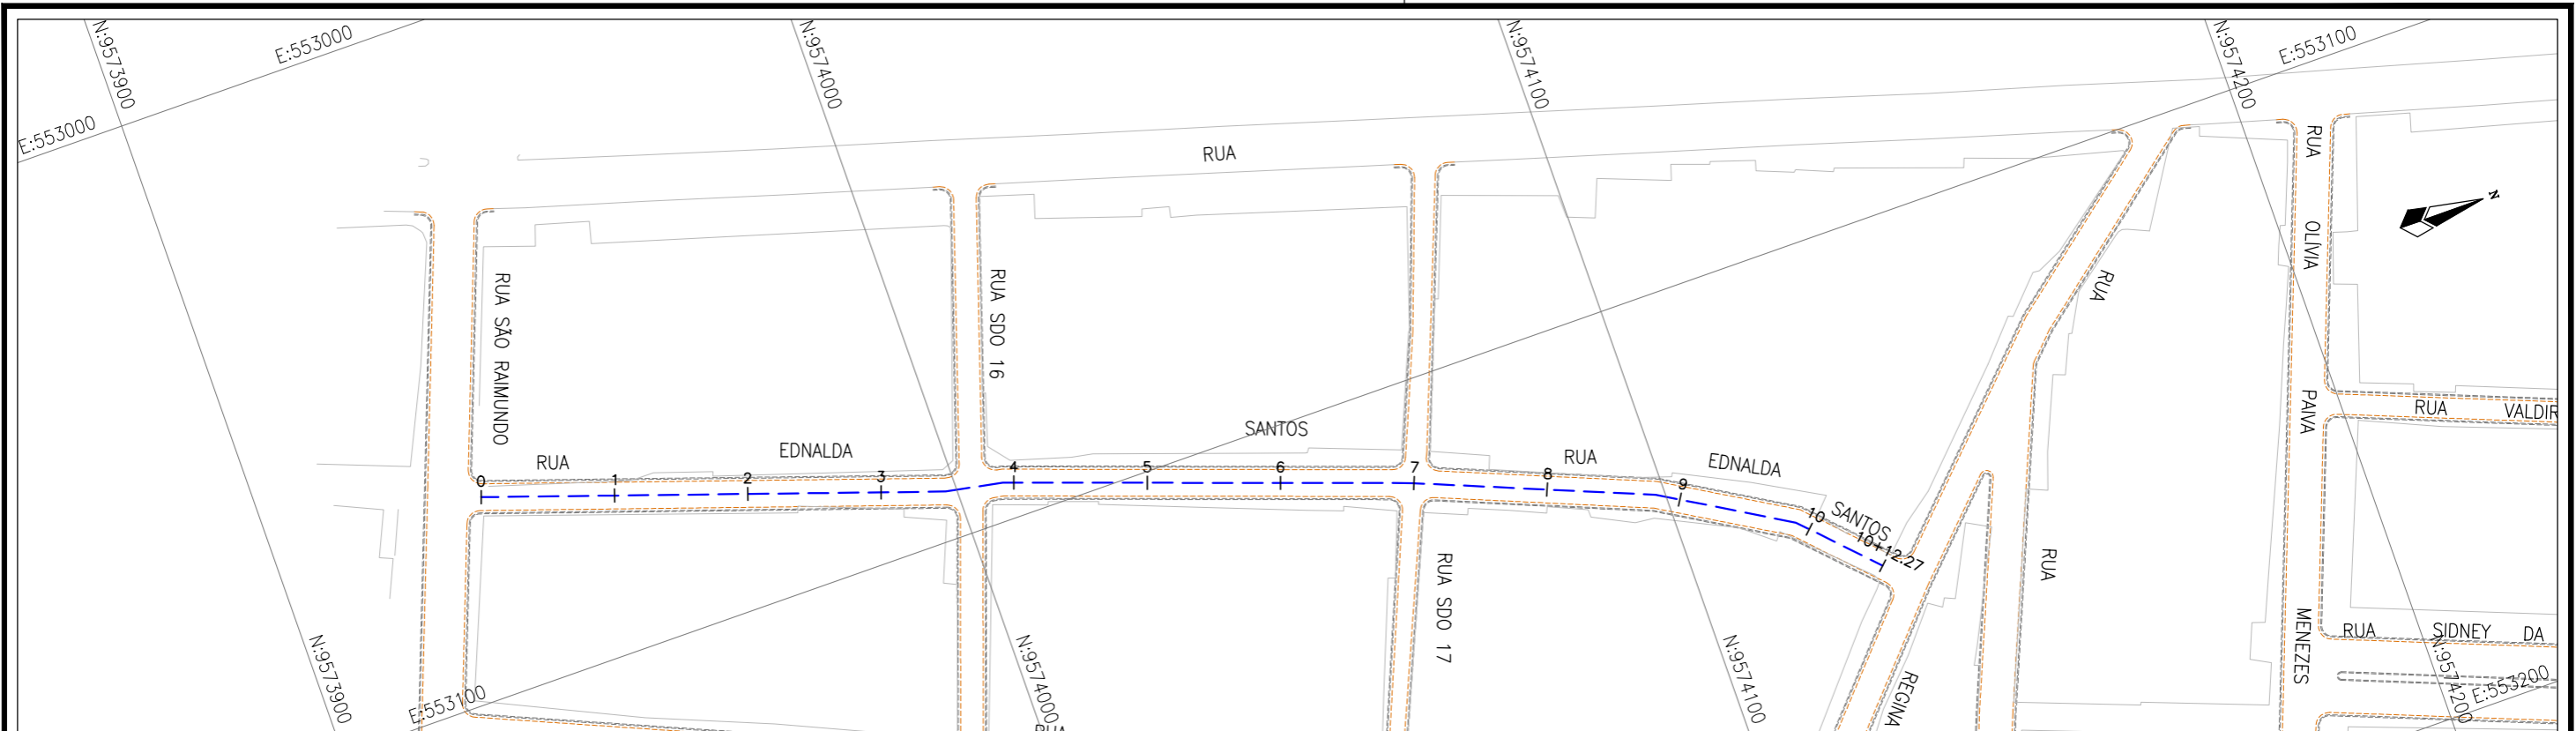 N:9573900
E:553000
N:9574000
N:9574100
N:9574200
E:553100
E:553000
RUA
RUA OLÍVIA PAIVA MENEZES
N
RUA SÃO RAIMUNDO
RUA SDO 16
RUA
RUA VALDIR
RUA EDNALDA SANTOS
RUA EDNALDA SANTOS
0
1
2
3
4
5
6
7
8
9
10
10+12.27
RUA SDO 17
RUA
RUA SIDNEY DA
N:9573900
E:553100
N:9574000
RUA
N:9574100
REGINA
N:9574200
E:553200